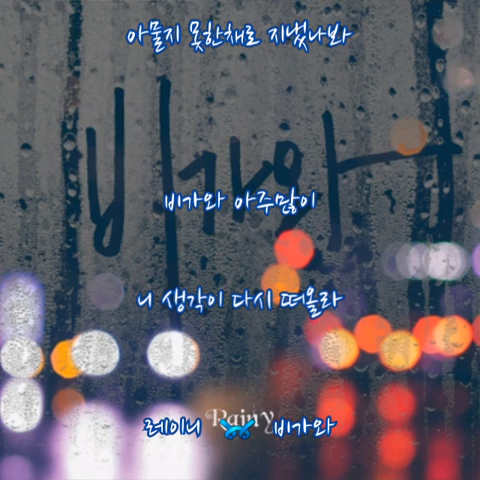 아물지 못한채로 지냈나봐
비가와
비가와 아주많이
니 생각이 다시 떠올라
Rainy
레이니 비가와